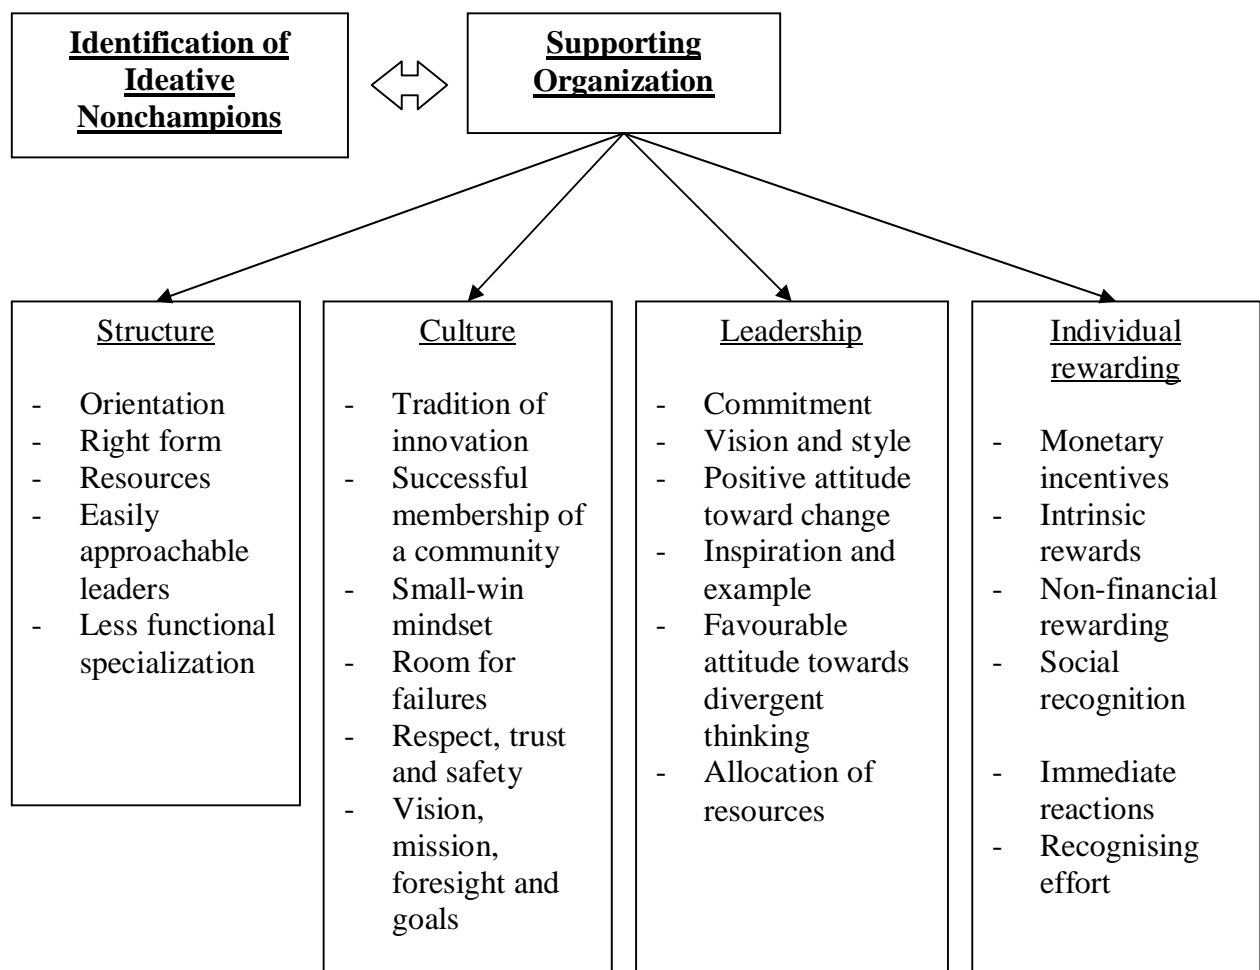 Identification of
Ideative
Nonchampions
Supporting
Organization
Structure
- Orientation
- Right form
- Resources
- Easily
approachable
leaders
- Less functional
specialization
Culture
- Tradition of
innovation
- Successful
membership of
a community
- Small-win
mindset
- Room for
failures
- Respect, trust
and safety
- Vision,
mission,
foresight and
goals
Leadership
- Commitment
- Vision and style
- Positive attitude
toward change
- Inspiration and
example
- Favourable
attitude towards
divergent
thinking
- Allocation of
resources
Individual
rewarding
- Monetary
incentives
- Intrinsic
rewards
- Non-financial
rewarding
- Social
recognition
- Immediate
reactions
- Recognising
effort